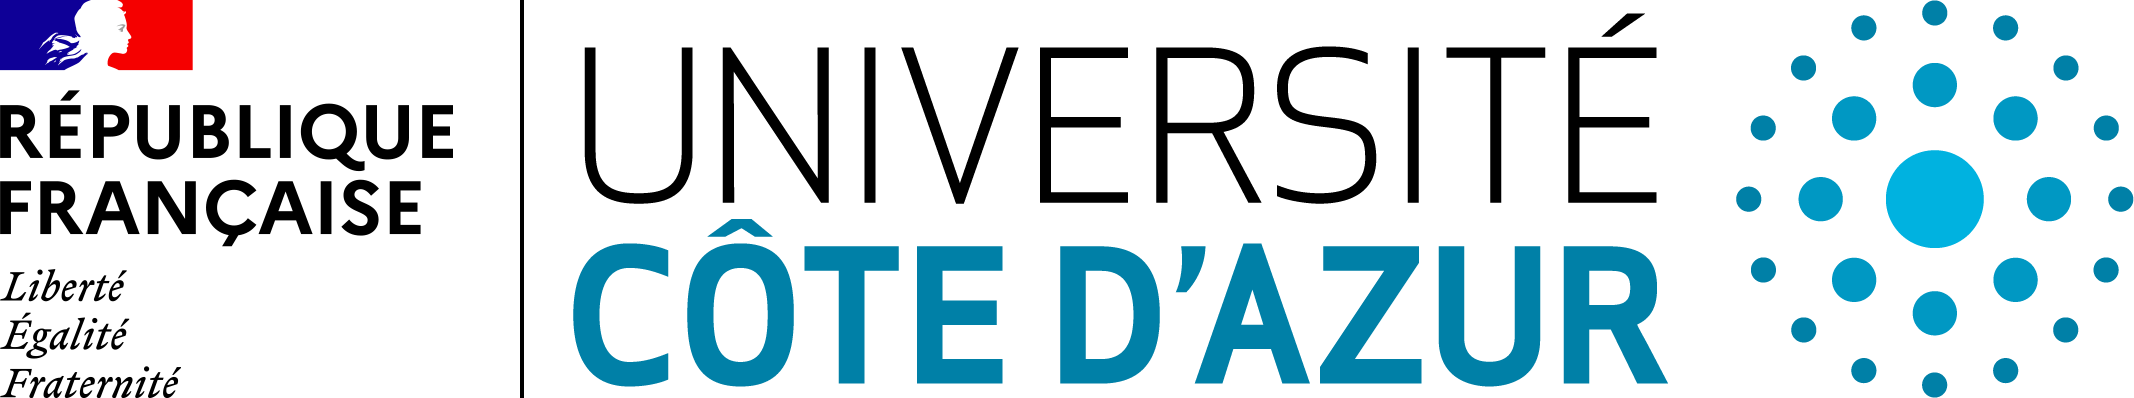 RÉPUBLIQUE
FRANÇAISE
Liberté
Égalité
Fraternité
UNIVERSITÉ
CÔTE D’AZUR